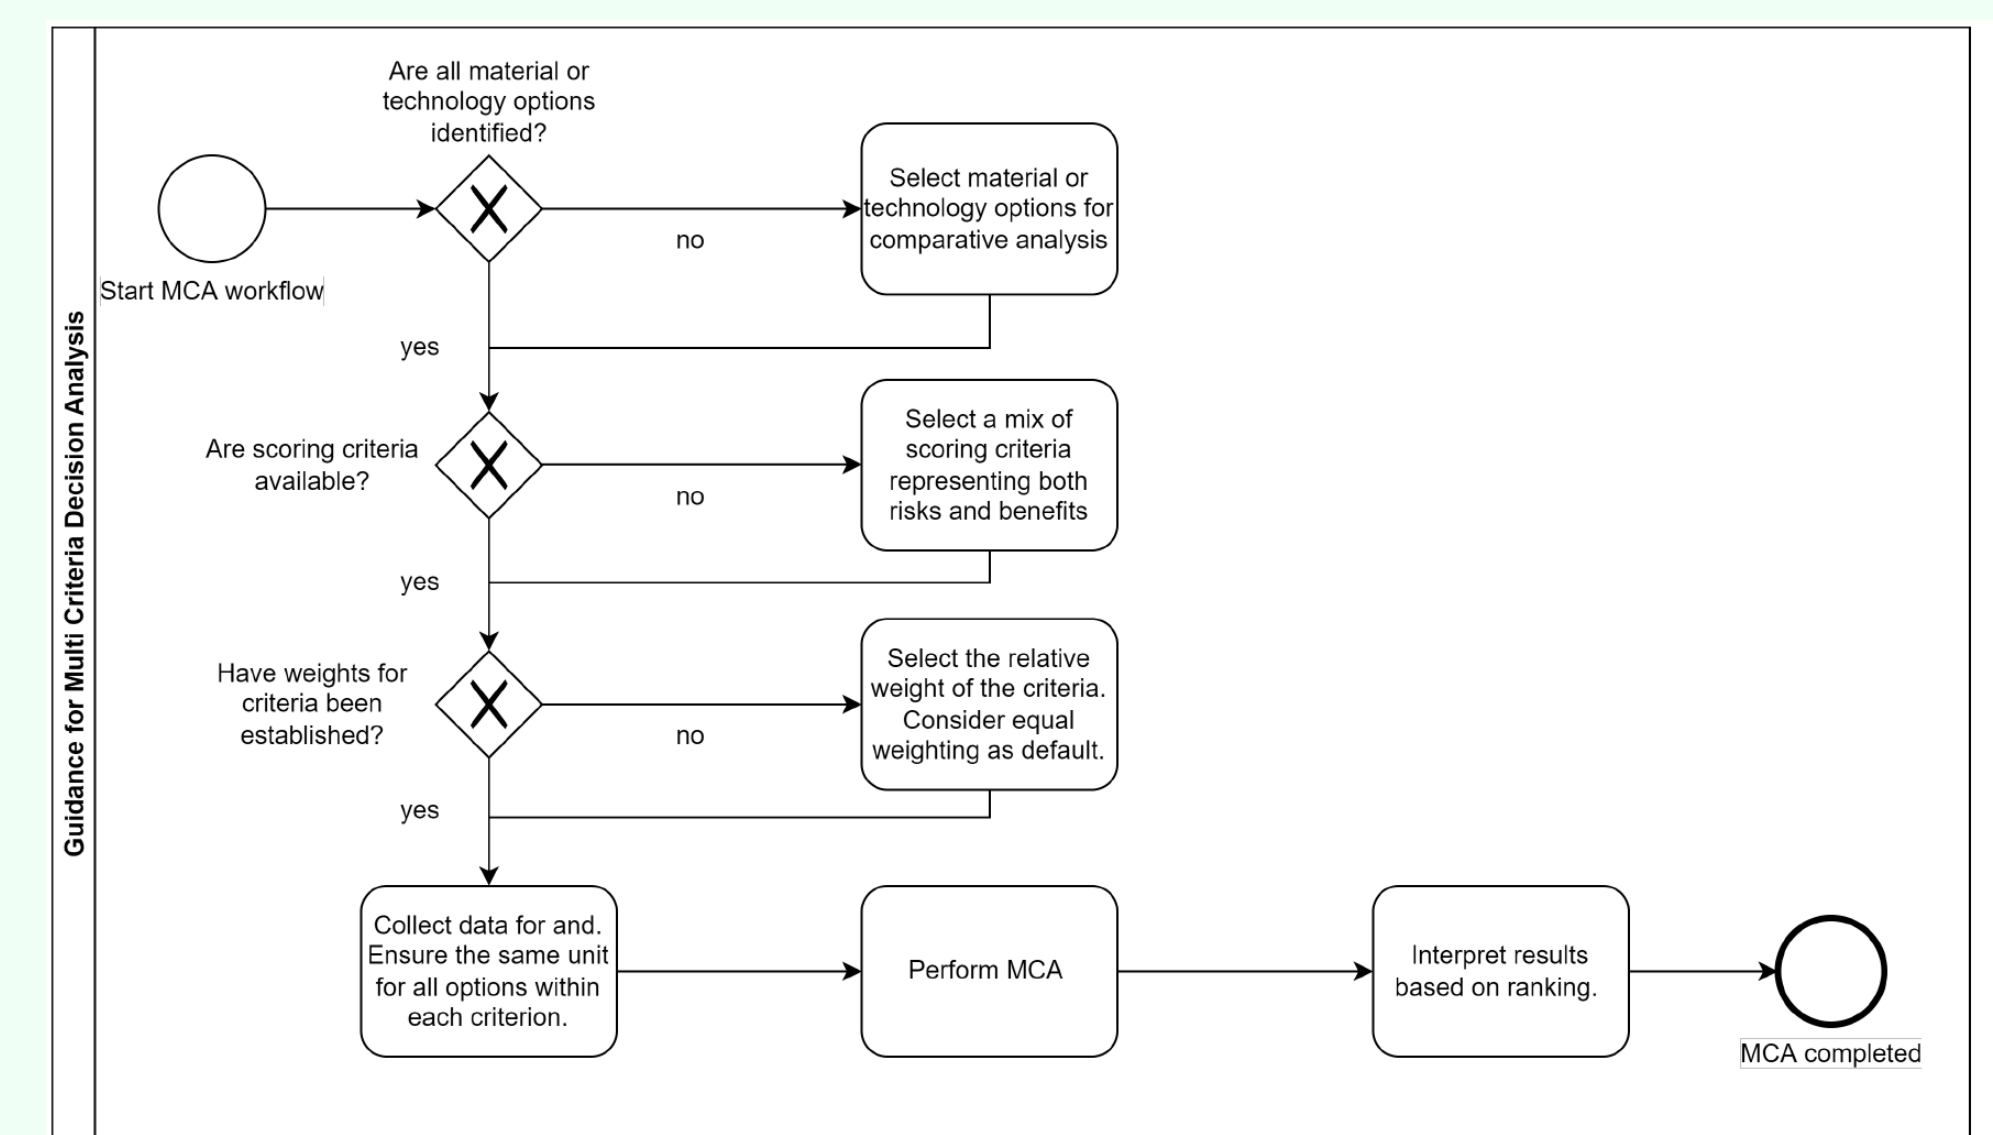 Guidance for Multi Criteria Decision Analysis
Are all material or
technology options
identified?
Start MCA workflow
no
Select material or
technology options for
comparative analysis
yes
Are scoring criteria
available?
no
Select a mix of
scoring criteria
representing both
risks and benefits
yes
Have weights for
criteria been
established?
no
Select the relative
weight of the criteria.
Consider equal
weighting as default.
yes
Collect data for and.
Ensure the same unit
for all options within
each criterion.
Perform MCA
Interpret results
based on ranking.
MCA completed